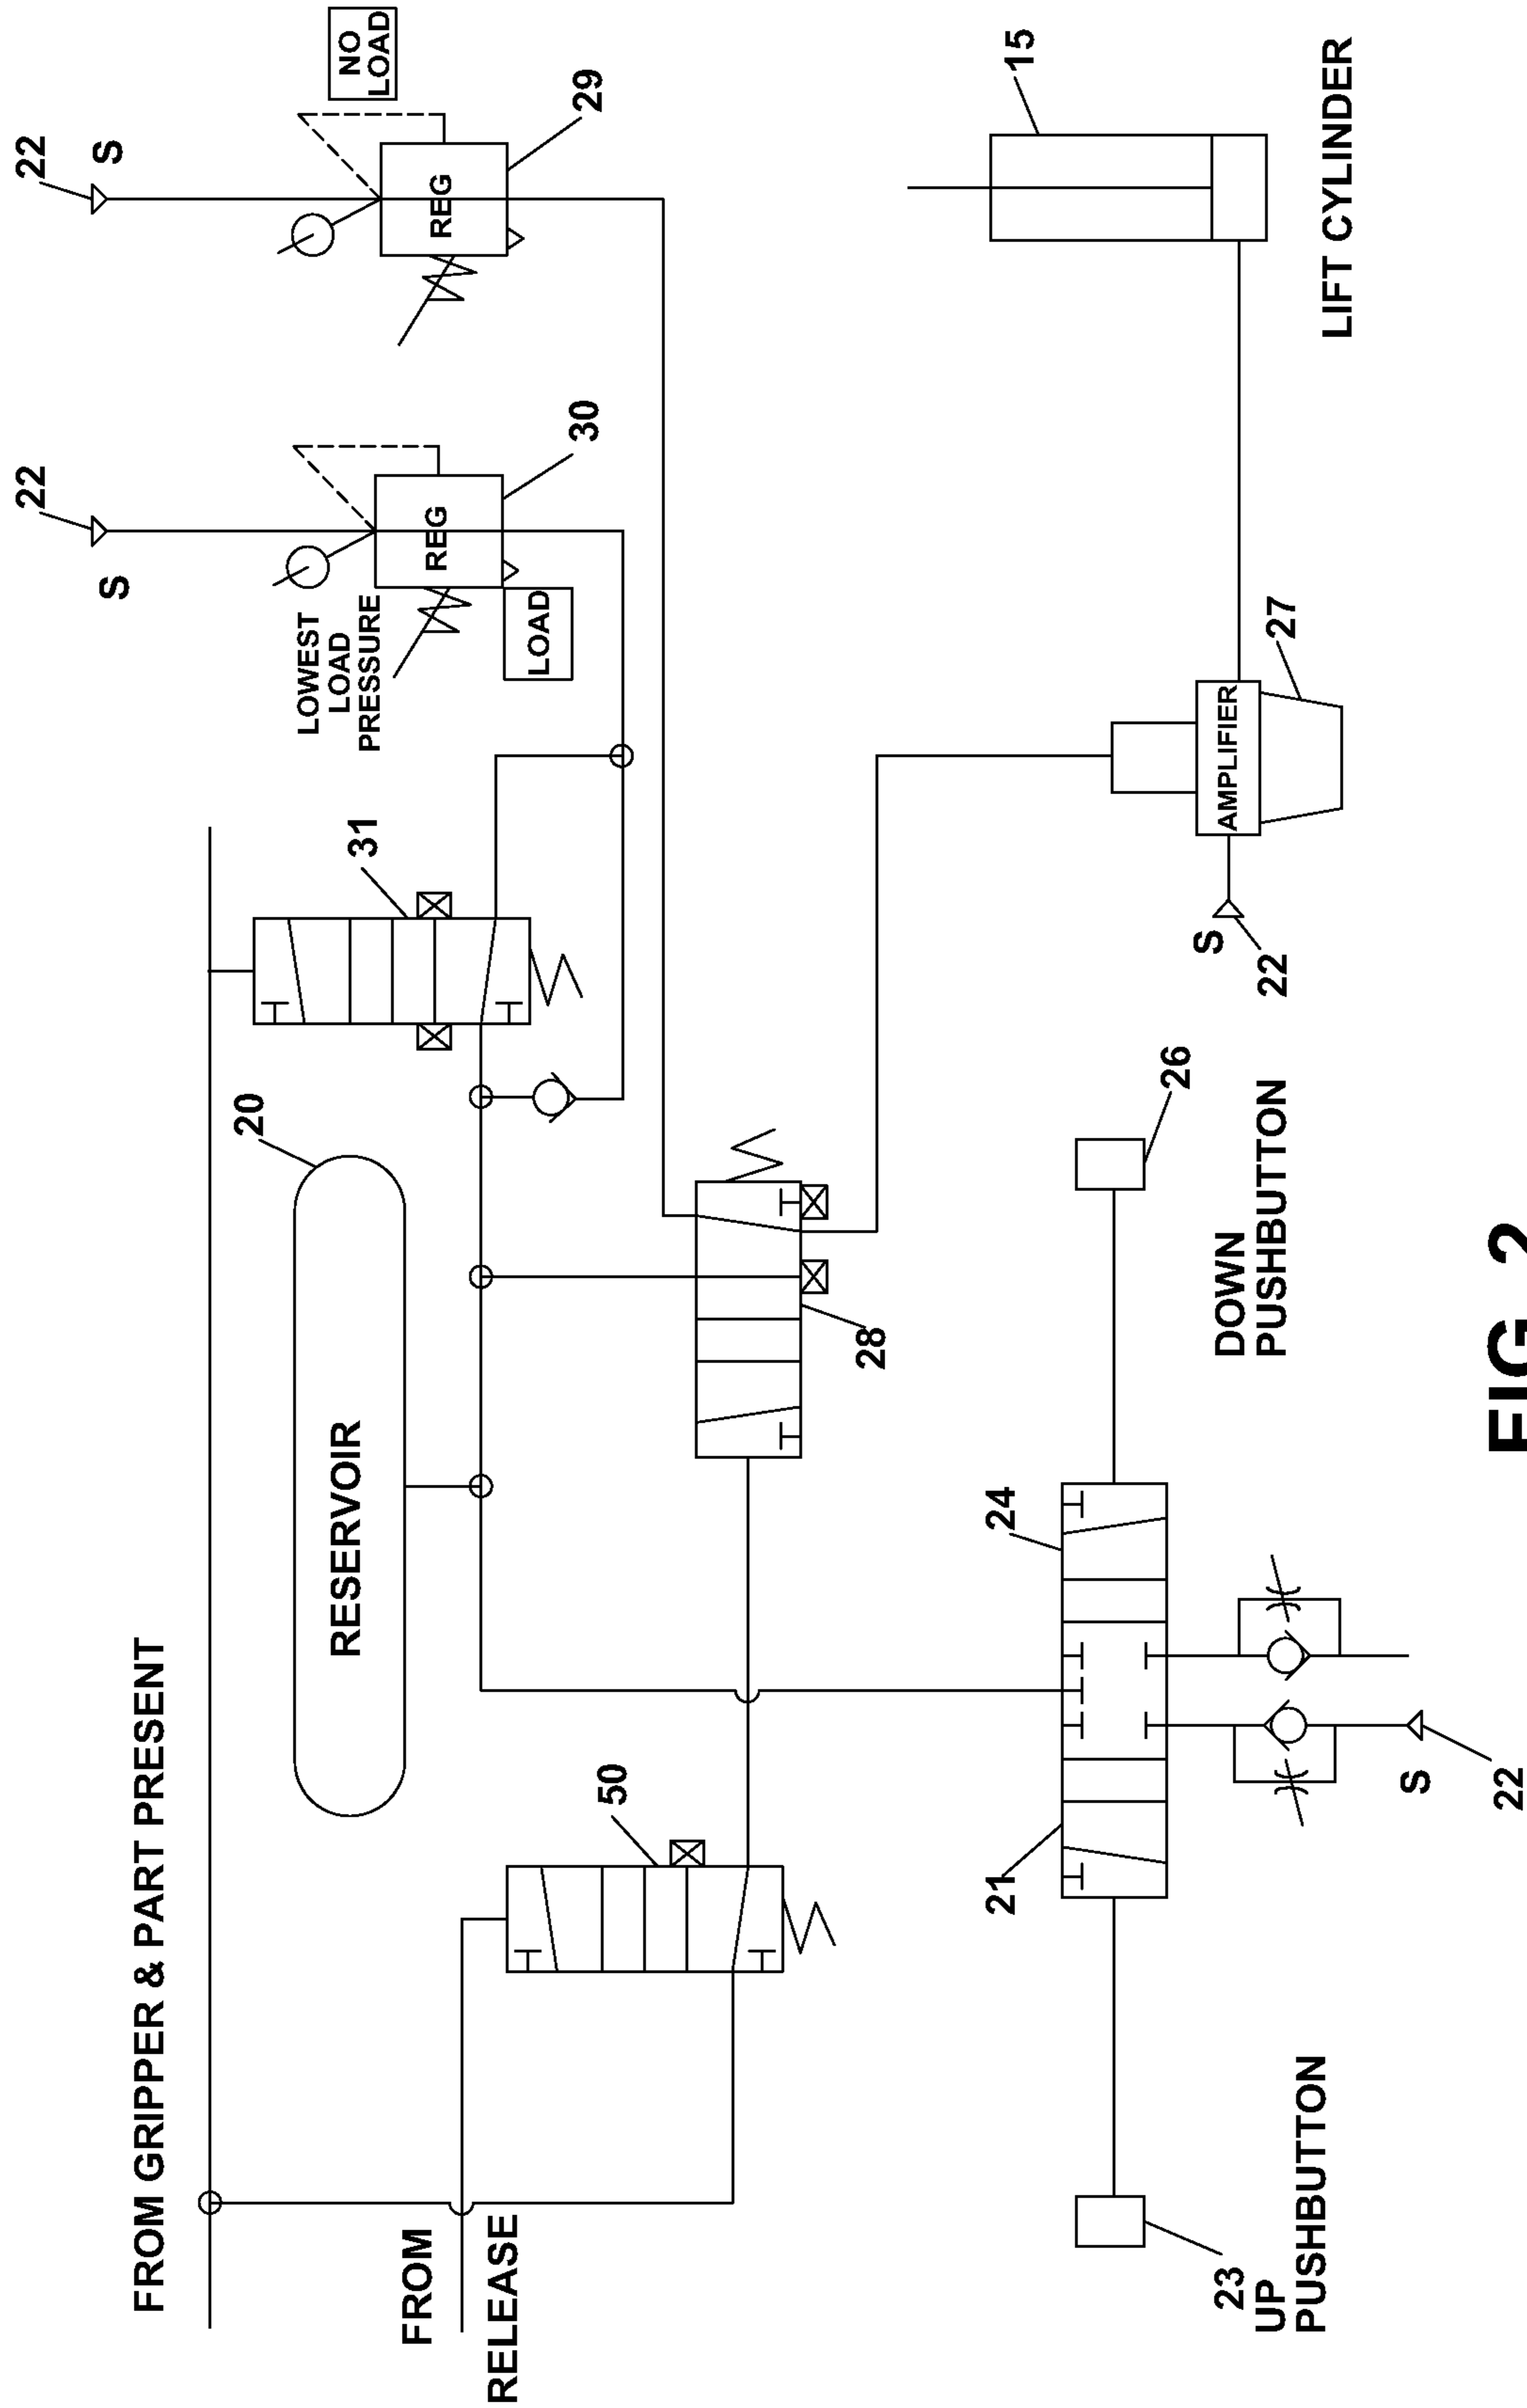 22
22
S
S
FROM GRIPPER & PART PRESENT
20
RESERVOIR
31
LOWEST
LOAD
PRESSURE
NO
LOAD
FROM
RELEASE
REG
REG
LOAD
30
29
50
28
21
24
15
26
23
UP
PUSHBUTTON
DOWN
PUSHBUTTON
S
22
AMPLIFIER
27
LIFT CYLINDER
S
22
FIG 2